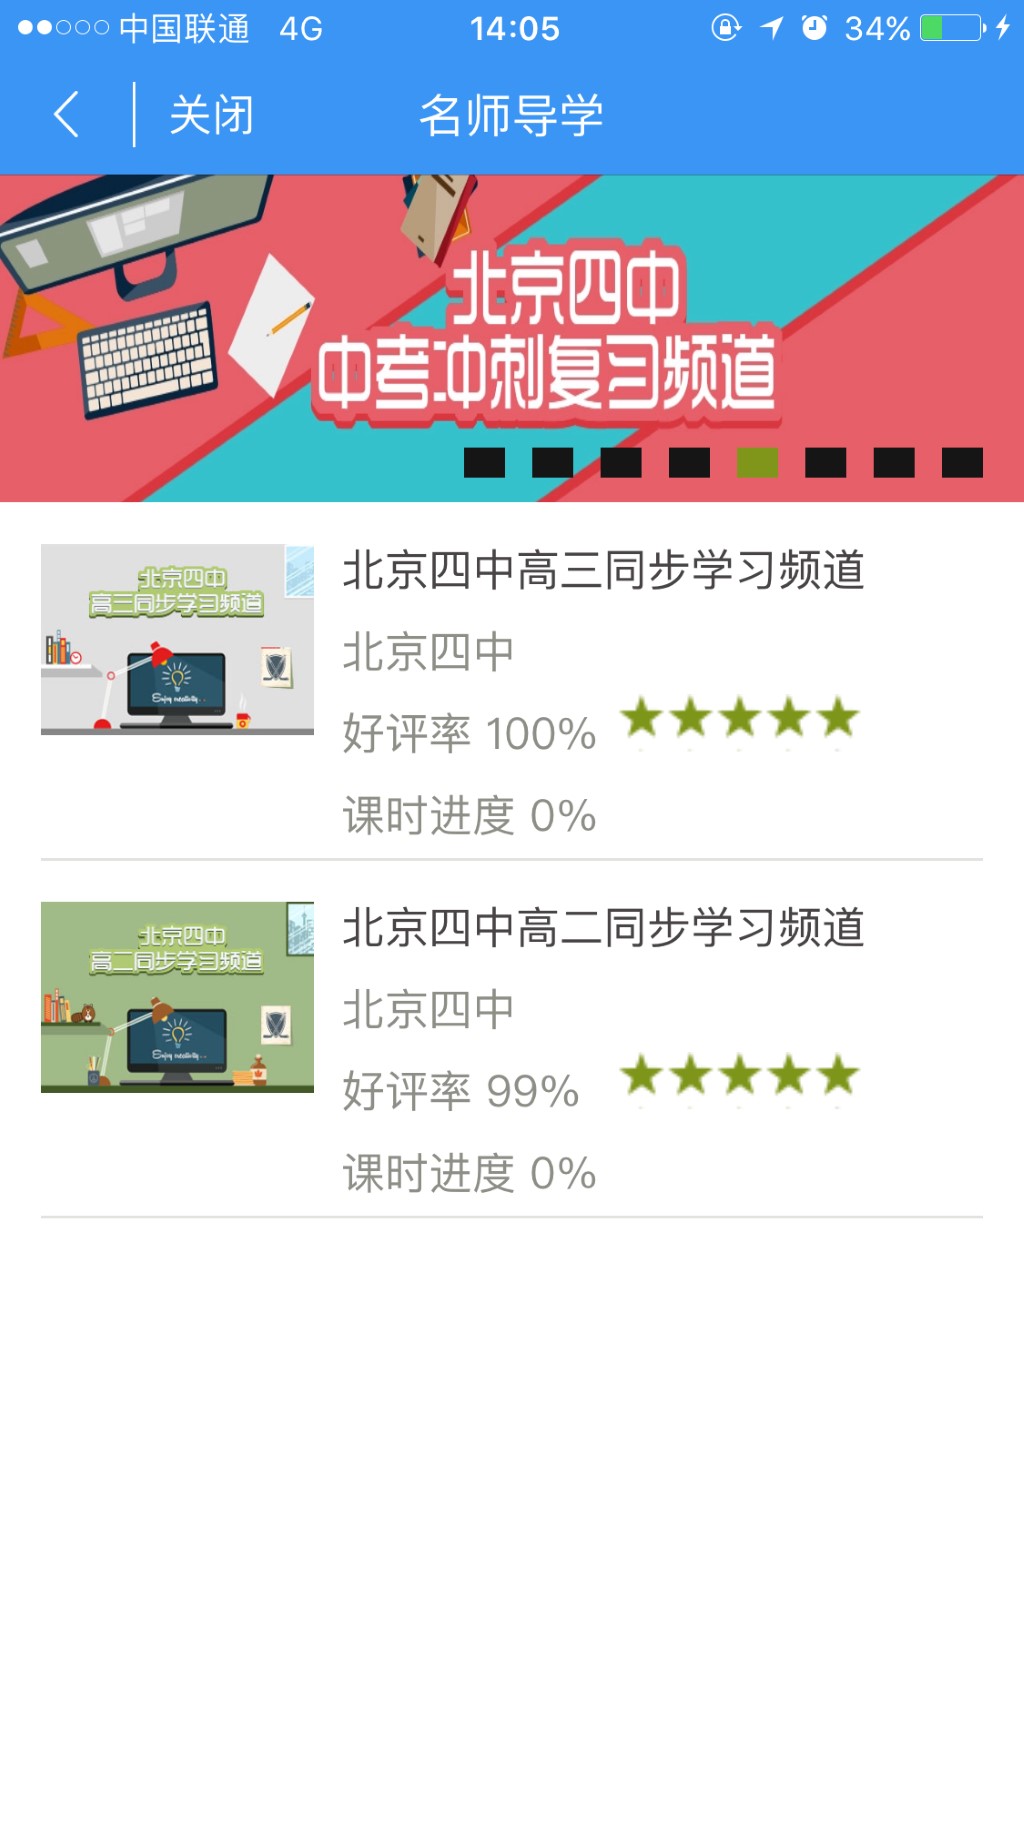 中国联通 4G 14:05 34%
关闭 名师导学
北京四中
中考冲刺复习频道
北京四中
高三同步学习频道
Enjoy creativity...
北京四中高三同步学习频道
北京四中
好评率 100%
课时进度 0%
北京四中
高二同步学习频道
Enjoy creativity...
北京四中高二同步学习频道
北京四中
好评率 99%
课时进度 0%